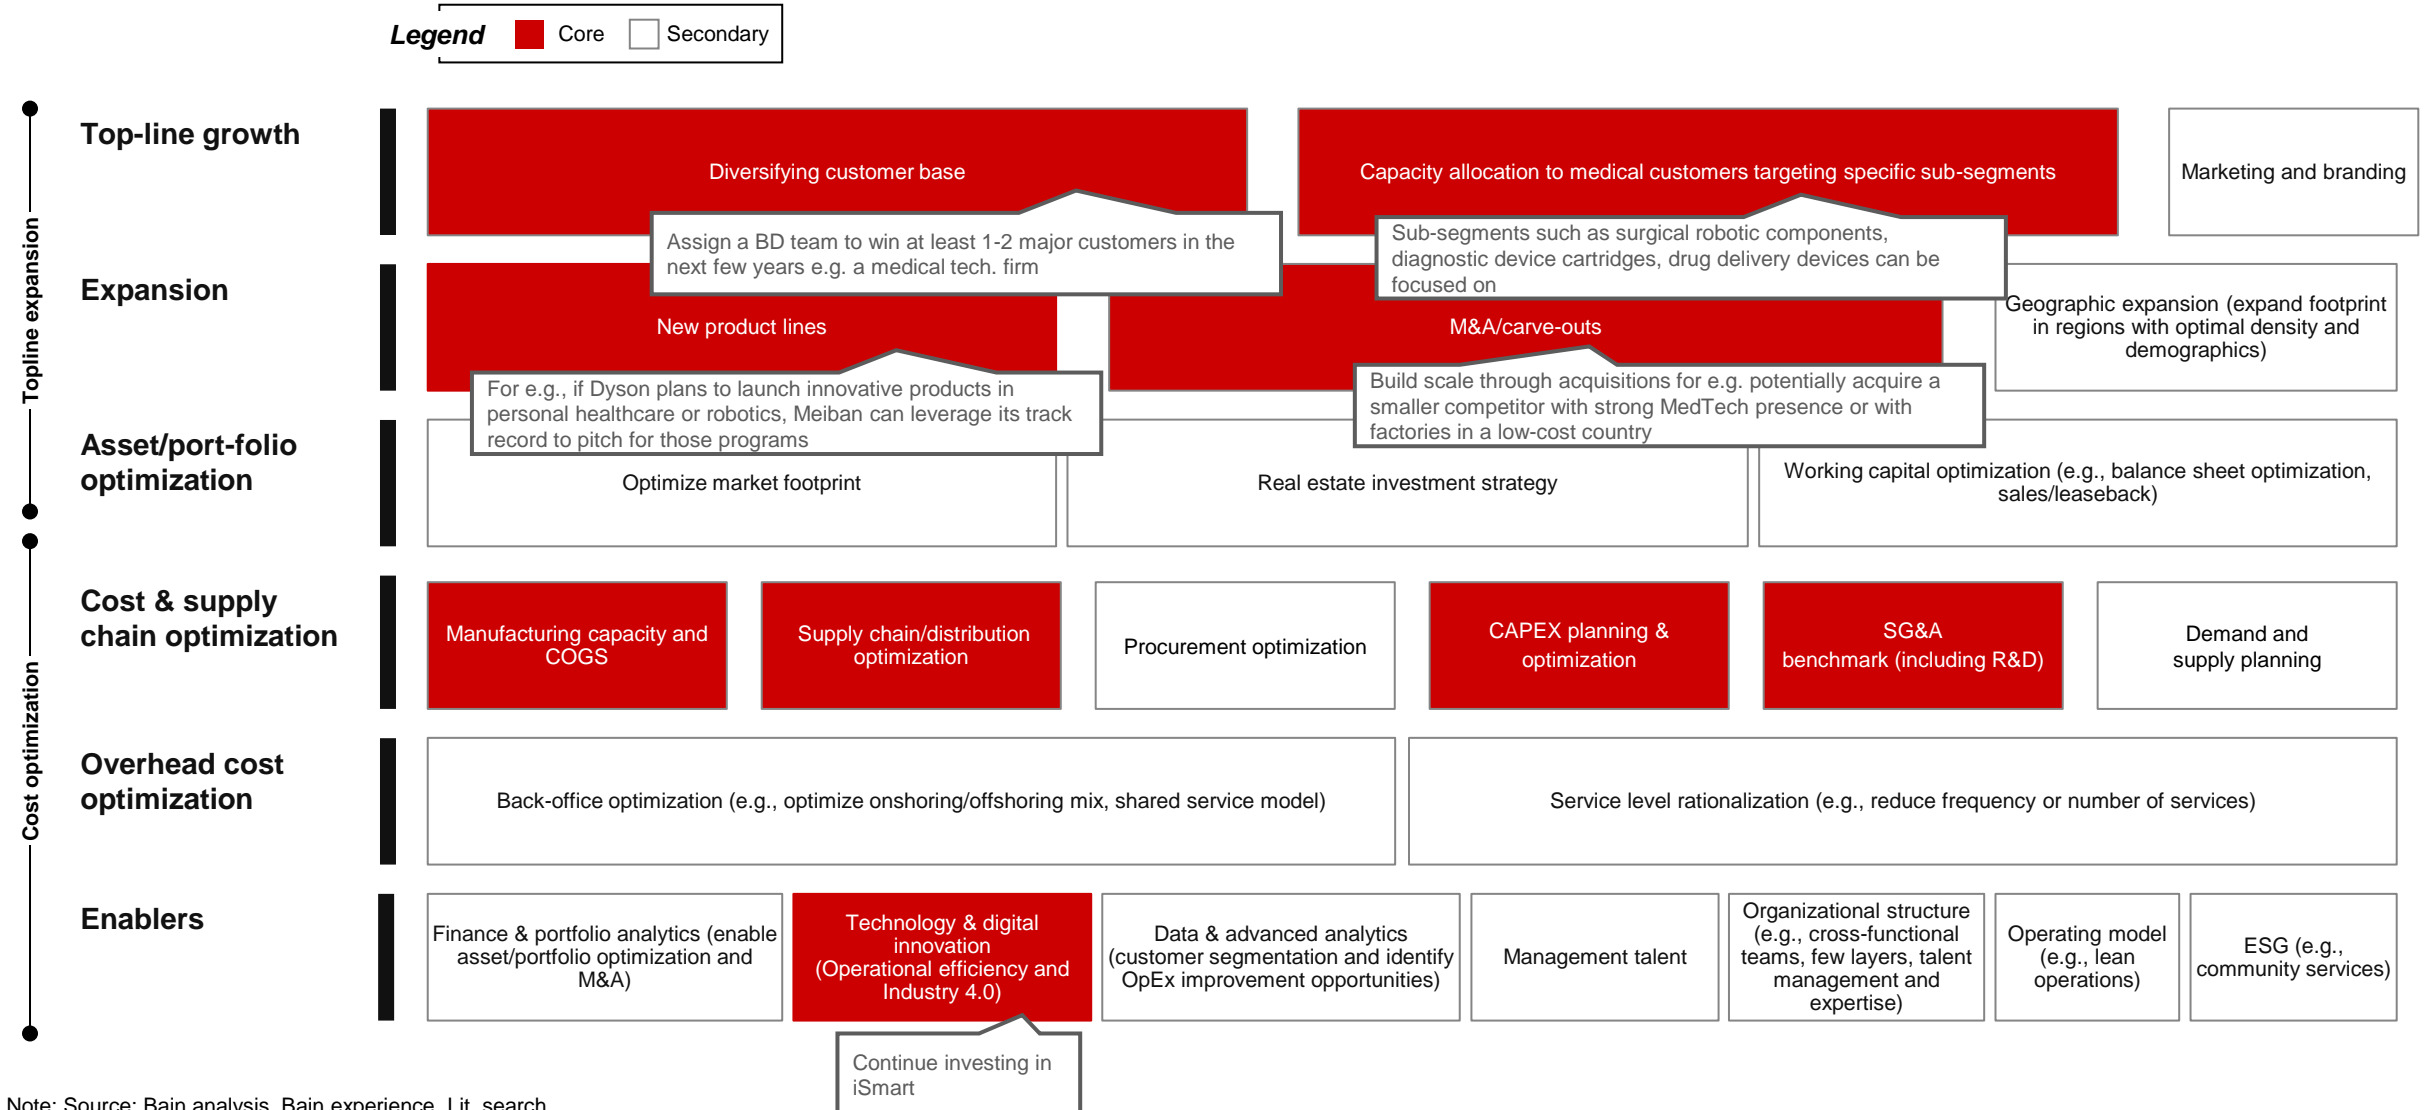 Legend
Core
Secondary
Topline expansion
Top-line growth
Diversifying customer base
Capacity allocation to medical customers targeting specific sub-segments
Marketing and branding
Assign a BD team to win at least 1-2 major customers in the
next few years e.g. a medical tech. firm
Sub-segments such as surgical robotic components,
diagnostic device cartridges, drug delivery devices can be
focused on
Expansion
New product lines
M&A/carve-outs
Geographic expansion (expand footprint
in regions with optimal density and
demographics)
For e.g., if Dyson plans to launch innovative products in
personal healthcare or robotics, Meiban can leverage its track
record to pitch for those programs
Build scale through acquisitions for e.g. potentially acquire a
smaller competitor with strong MedTech presence or with
factories in a low-cost country
Asset/port-folio
optimization
Optimize market footprint
Real estate investment strategy
Working capital optimization (e.g., balance sheet optimization,
sales/leaseback)
Cost optimization
Cost & supply
chain optimization
Manufacturing capacity and
COGS
Supply chain/distribution
optimization
Procurement optimization
CAPEX planning &
optimization
SG&A
benchmark (including R&D)
Demand and
supply planning
Overhead cost
optimization
Back-office optimization (e.g., optimize onshoring/offshoring mix, shared service model)
Service level rationalization (e.g., reduce frequency or number of services)
Enablers
Finance & portfolio analytics (enable
asset/portfolio optimization and
M&A)
Technology & digital
innovation
(Operational efficiency and
Industry 4.0)
Data & advanced analytics
(customer segmentation and identify
OpEx improvement opportunities)
Management talent
Organizational structure
(e.g., cross-functional
teams, few layers, talent
management and
expertise)
Operating model
(e.g., lean
operations)
ESG (e.g.,
community services)
Continue investing in
iSmart
Note: Source: Bain analysis, Bain experience, Lit. search